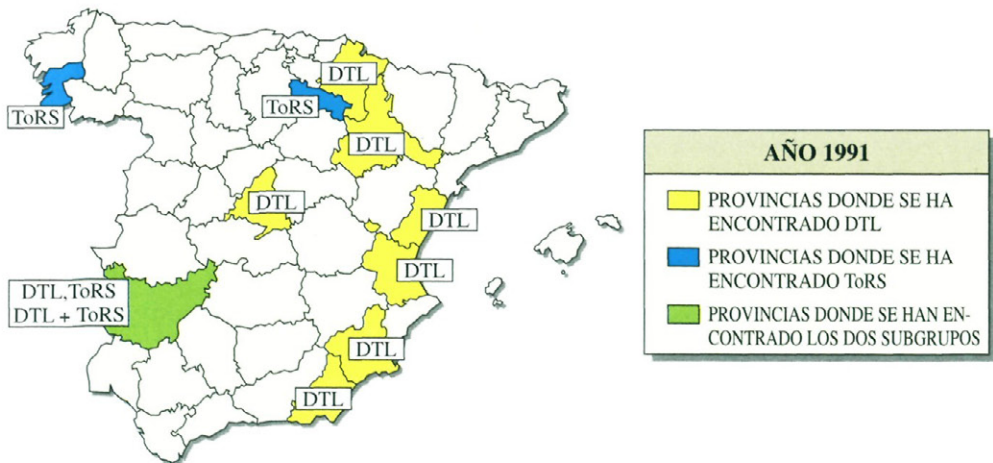 DTL
ToRS
ToRS
DTL
DTL
DTL
DTL
DTL,ToRS
DTL + ToRS
DTL
DTL
AÑO 1991
PROVINCIAS DONDE SE HA
ENCONTRADO DTL
PROVINCIAS DONDE SE HA
ENCONTRADO ToRS
PROVINCIAS DONDE SE HAN EN-
CONTRADO LOS DOS SUBGRUPOS